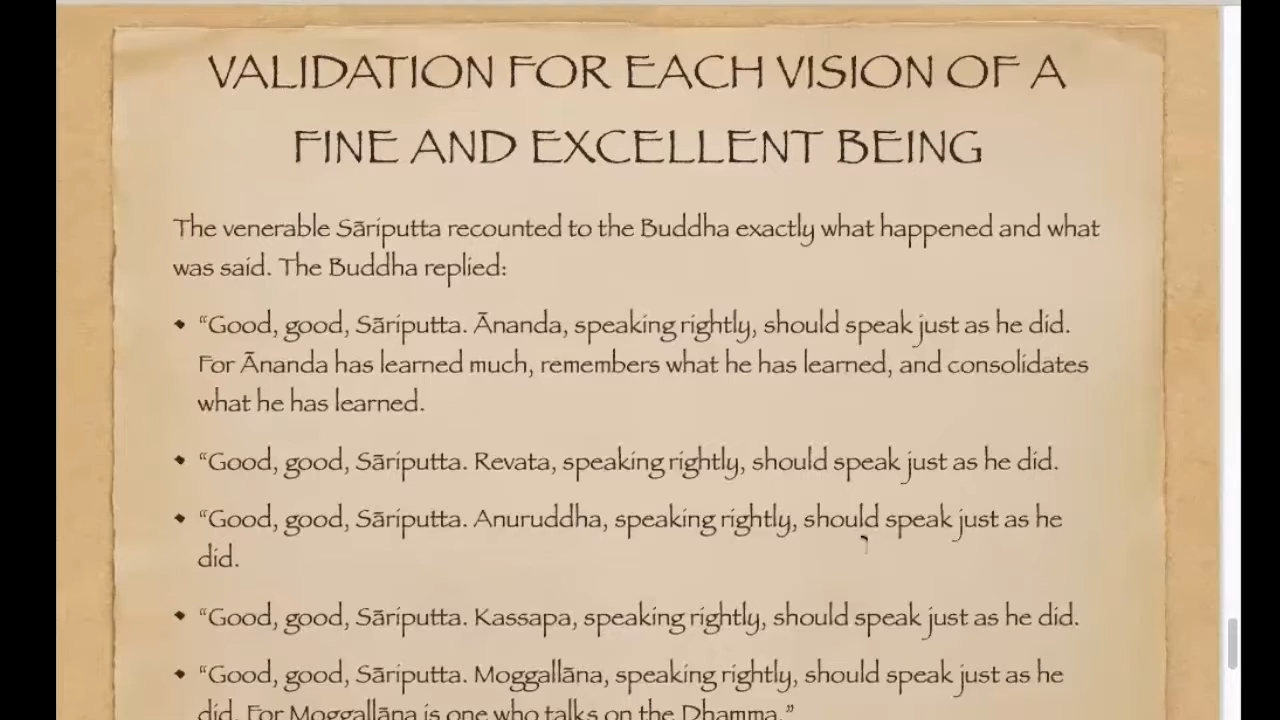 VALIDATION FOR EACH VISION OF A
FINE AND EXCELLENT BEING
The venerable Sāriputta recounted to the Buddha exactly what happened and what
was said. The Buddha replied:
• “Good, good, Sāriputta. Ānanda, speaking rightly, should speak just as he did.
For Ānanda has learned much, remembers what he has learned, and consolidates
what he has learned.
• “Good, good, Sāriputta. Revata, speaking rightly, should speak just as he did.
• “Good, good, Sāriputta. Anuruddha, speaking rightly, should speak just as he
did.
• “Good, good, Sāriputta. Kassapa, speaking rightly, should speak just as he did.
• “Good, good, Sāriputta. Moggallāna, speaking rightly, should speak just as he
did. For Moggallāna is one who talks on the Dhamma.”